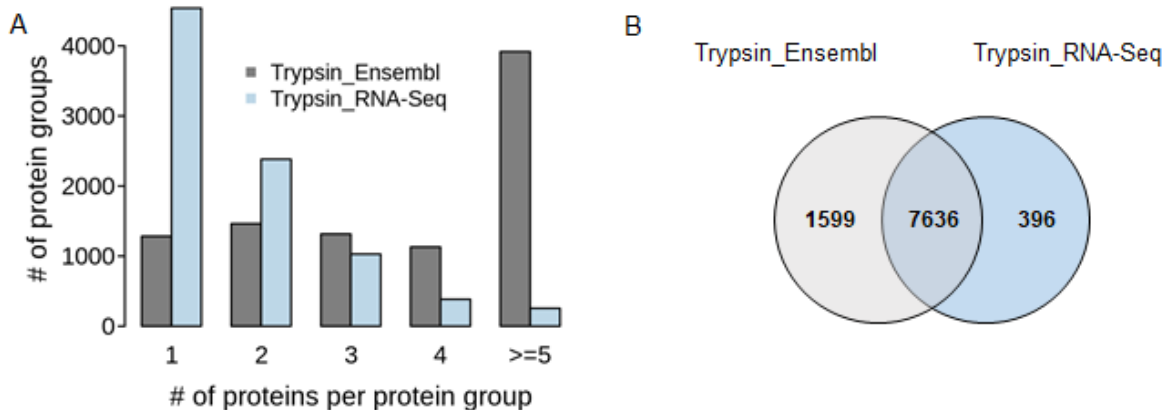 A
# of protein groups
4000
3000
2000
1000
0
Trypsin_Ensembl
Trypsin_RNA-Seq
1 2 3 4 >=5
# of proteins per protein group
B
Trypsin_Ensembl Trypsin_RNA-Seq
1599 7636 396